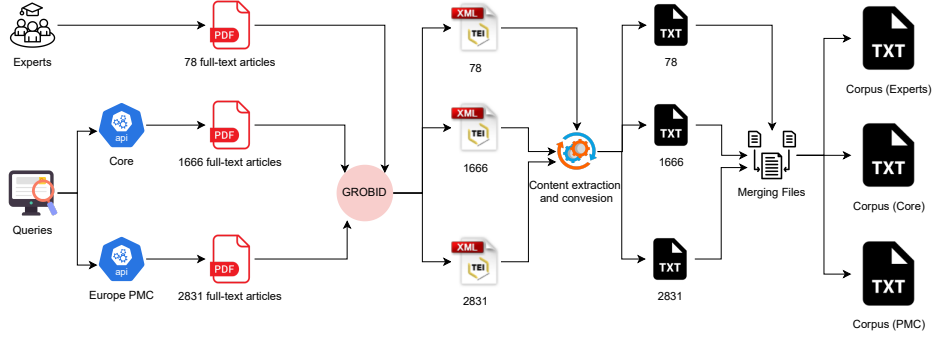 Experts
PDF
78 full-text articles
XML
TEI
78
TXT
78
TXT
Corpus (Experts)
Queries
api
Core
PDF
1666 full-text articles
GROBID
XML
TEI
1666
Content extraction
and convesion
TXT
1666
Merging Files
TXT
Corpus (Core)
api
Europe PMC
PDF
2831 full-text articles
XML
TEI
2831
TXT
2831
TXT
Corpus (PMC)